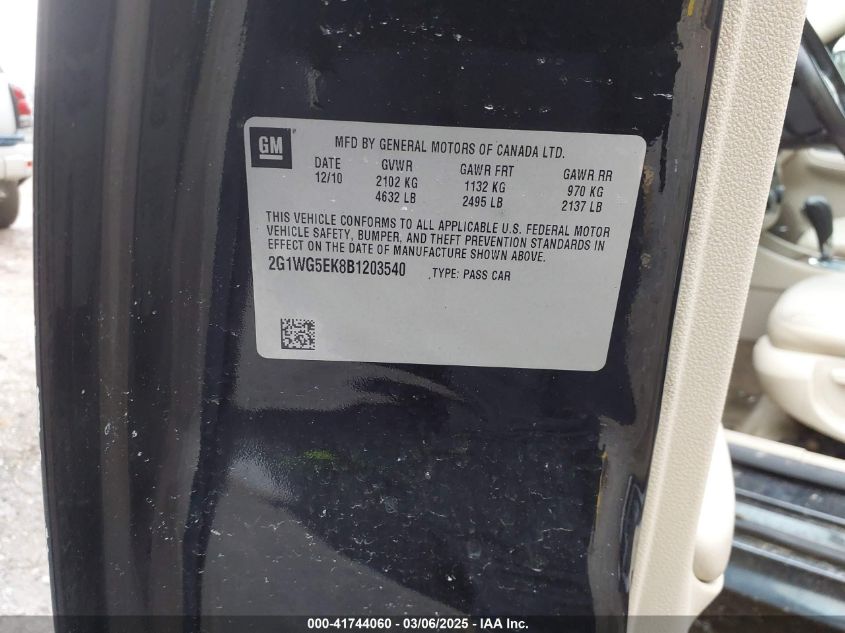 GM
MFD BY GENERAL MOTORS OF CANADA LTD.
DATE GVWR GAWR FRT GAWR RR
12/10 2102 KG 1132 KG 970 KG
4632 LB 2495 LB 2137 LB
THIS VEHICLE CONFORMS TO ALL APPLICABLE U.S. FEDERAL MOTOR
VEHICLE SAFETY, BUMPER, AND THEFT PREVENTION STANDARDS IN
EFFECT ON THE DATE OF MANUFACTURE SHOWN ABOVE.
2G1WG5EK8B1203540 TYPE: PASS CAR
000-41744060 - 03/06/2025 - IAA Inc.